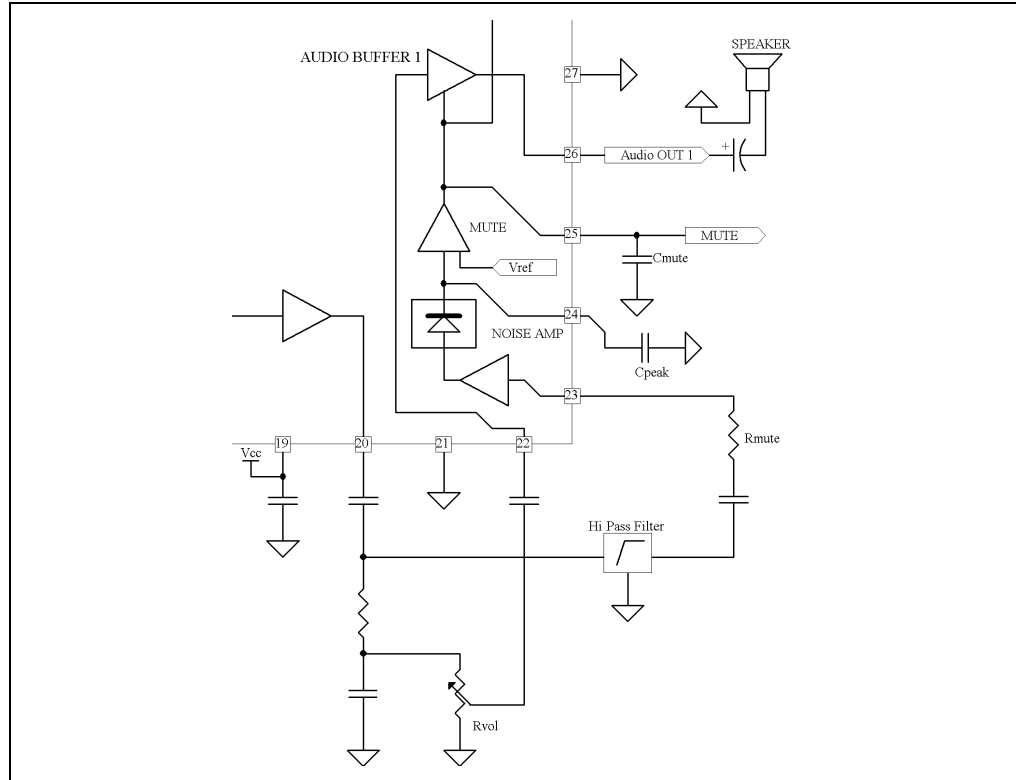 SPEAKER
AUDIO BUFFER 1
27
+
26
Audio OUT 1
MUTE
25
MUTE
Cmute
Vref
24
NOISE AMP
Cpeak
23
Rmute
19
20
21
22
Vcc
Hi Pass Filter
Rvol